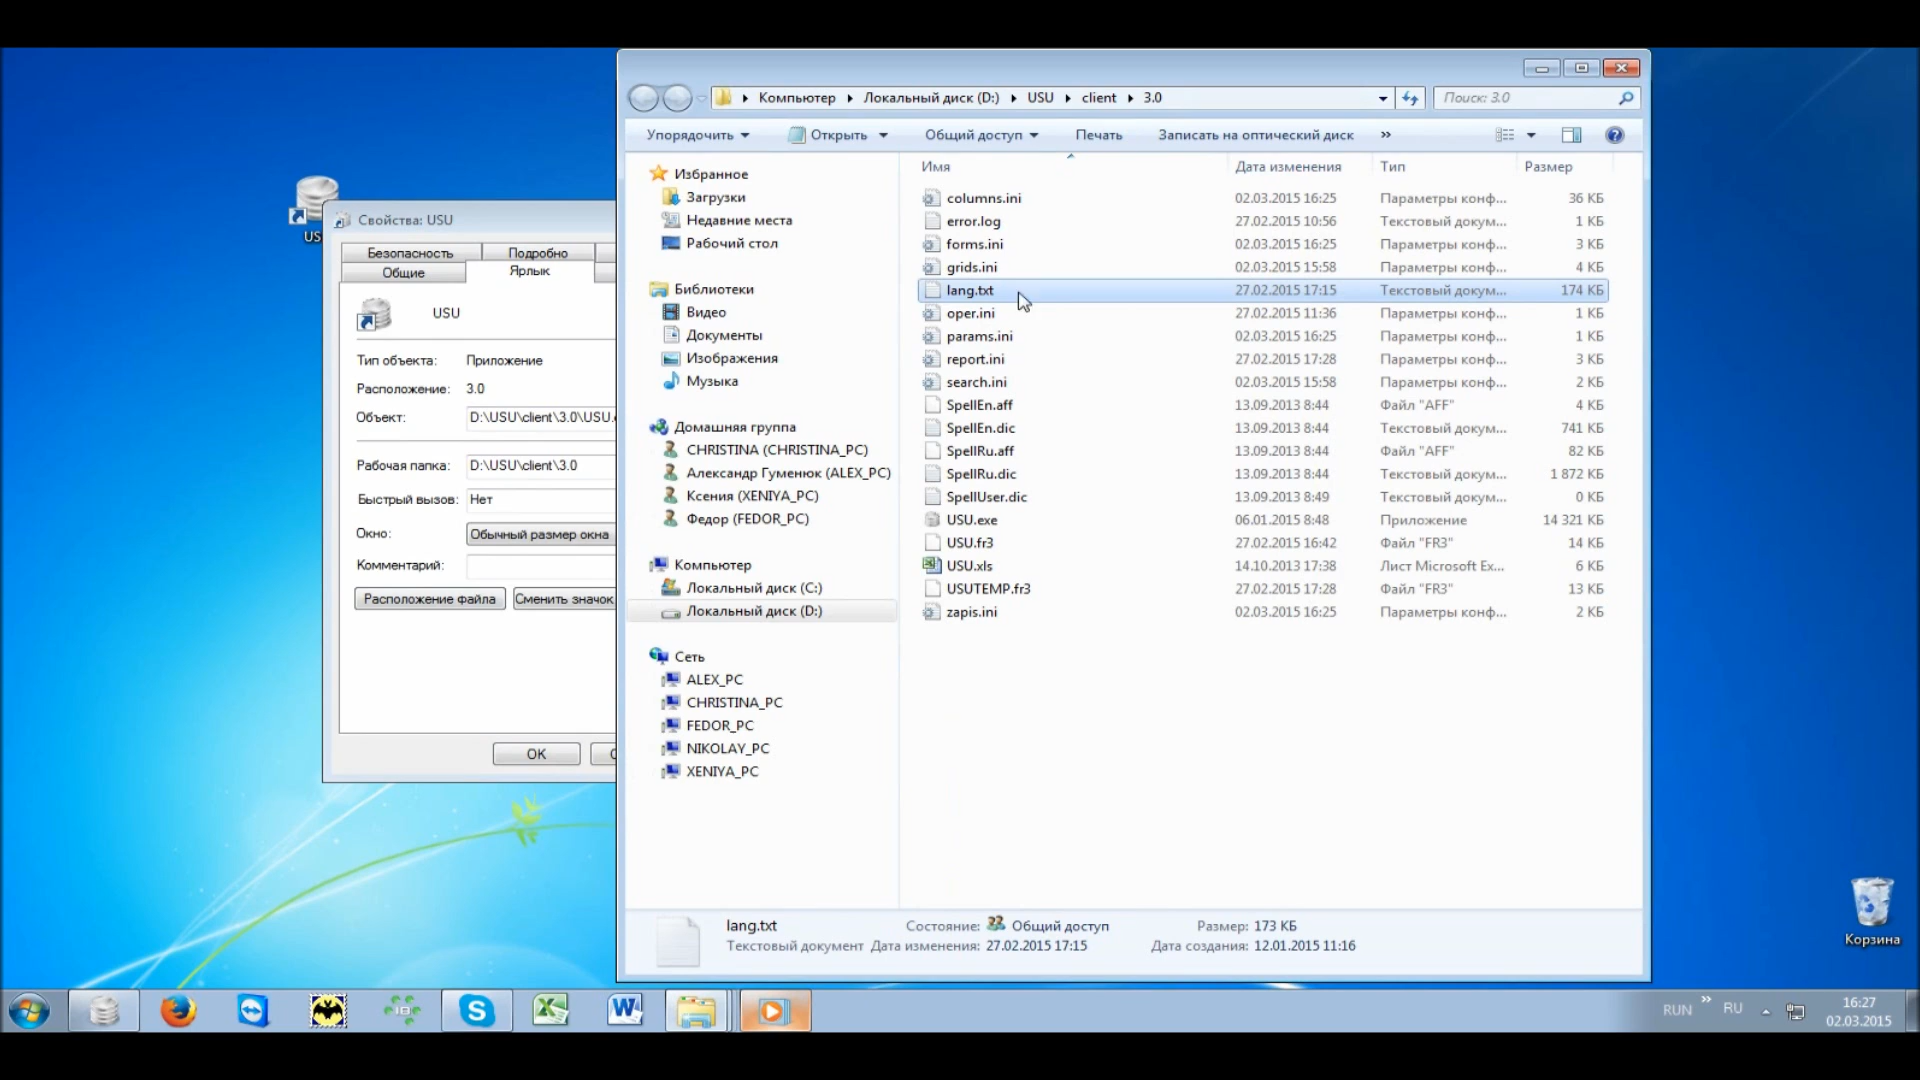 Компьютер Локальный диск (D:) USU client 3.0
Поиск: 3.0
Упорядочить Открыть Общий доступ Печать Записать на оптический диск »
Имя Дата изменения Тип Размер
Избранное
Загрузки
Недавние места
Рабочий стол
Библиотеки
Видео
Документы
Изображения
Музыка
Домашняя группа
CHRISTINA (CHRISTINA_PC)
Александр Гуменюк (ALEX_PC)
Ксения (XENIYA_PC)
Федор (FEDOR_PC)
Компьютер
Локальный диск (C:)
Локальный диск (D:)
Сеть
ALEX_PC
CHRISTINA_PC
FEDOR_PC
NIKOLAY_PC
XENIYA_PC
columns.ini 02.03.2015 16:25 Параметры конф... 36 КБ
error.log 27.02.2015 10:56 Текстовый докум... 1 КБ
forms.ini 02.03.2015 16:25 Параметры конф... 3 КБ
grids.ini 02.03.2015 15:58 Параметры конф... 4 КБ
lang.txt 27.02.2015 17:15 Текстовый докум... 174 КБ
oper.ini 27.02.2015 11:36 Параметры конф... 1 КБ
params.ini 02.03.2015 16:25 Параметры конф... 1 КБ
report.ini 27.02.2015 17:28 Параметры конф... 3 КБ
search.ini 02.03.2015 15:58 Параметры конф... 2 КБ
SpellEn.aff 13.09.2013 8:44 Файл "AFF" 4 КБ
SpellEn.dic 13.09.2013 8:44 Текстовый докум... 741 КБ
SpellRu.aff 13.09.2013 8:44 Файл "AFF" 82 КБ
SpellRu.dic 13.09.2013 8:44 Текстовый докум... 1 872 КБ
SpellUser.dic 13.09.2013 8:49 Текстовый докум... 0 КБ
USU.exe 06.01.2015 8:48 Приложение 14 321 КБ
USU.fr3 27.02.2015 16:42 Файл "FR3" 14 КБ
USU.xls 14.10.2013 17:38 Лист Microsoft Ex... 6 КБ
USUTEMP.fr3 27.02.2015 17:28 Файл "FR3" 13 КБ
zapis.ini 02.03.2015 16:25 Параметры конф... 2 КБ
lang.txt Состояние: Общий доступ Размер: 173 КБ
Текстовый документ Дата изменения: 27.02.2015 17:15 Дата создания: 12.01.2015 11:16
US
Свойства: USU
Безопасность Подробно
Общие Ярлык
USU
Тип объекта: Приложение
Расположение: 3.0
Объект: D:\USU\client\3.0\USU.
Рабочая папка: D:\USU\client\3.0
Быстрый вызов: Нет
Окно: Обычный размер окна
Комментарий:
Расположение файла Сменить значок
OK
Корзина
RUN » RU 16:27
02.03.2015